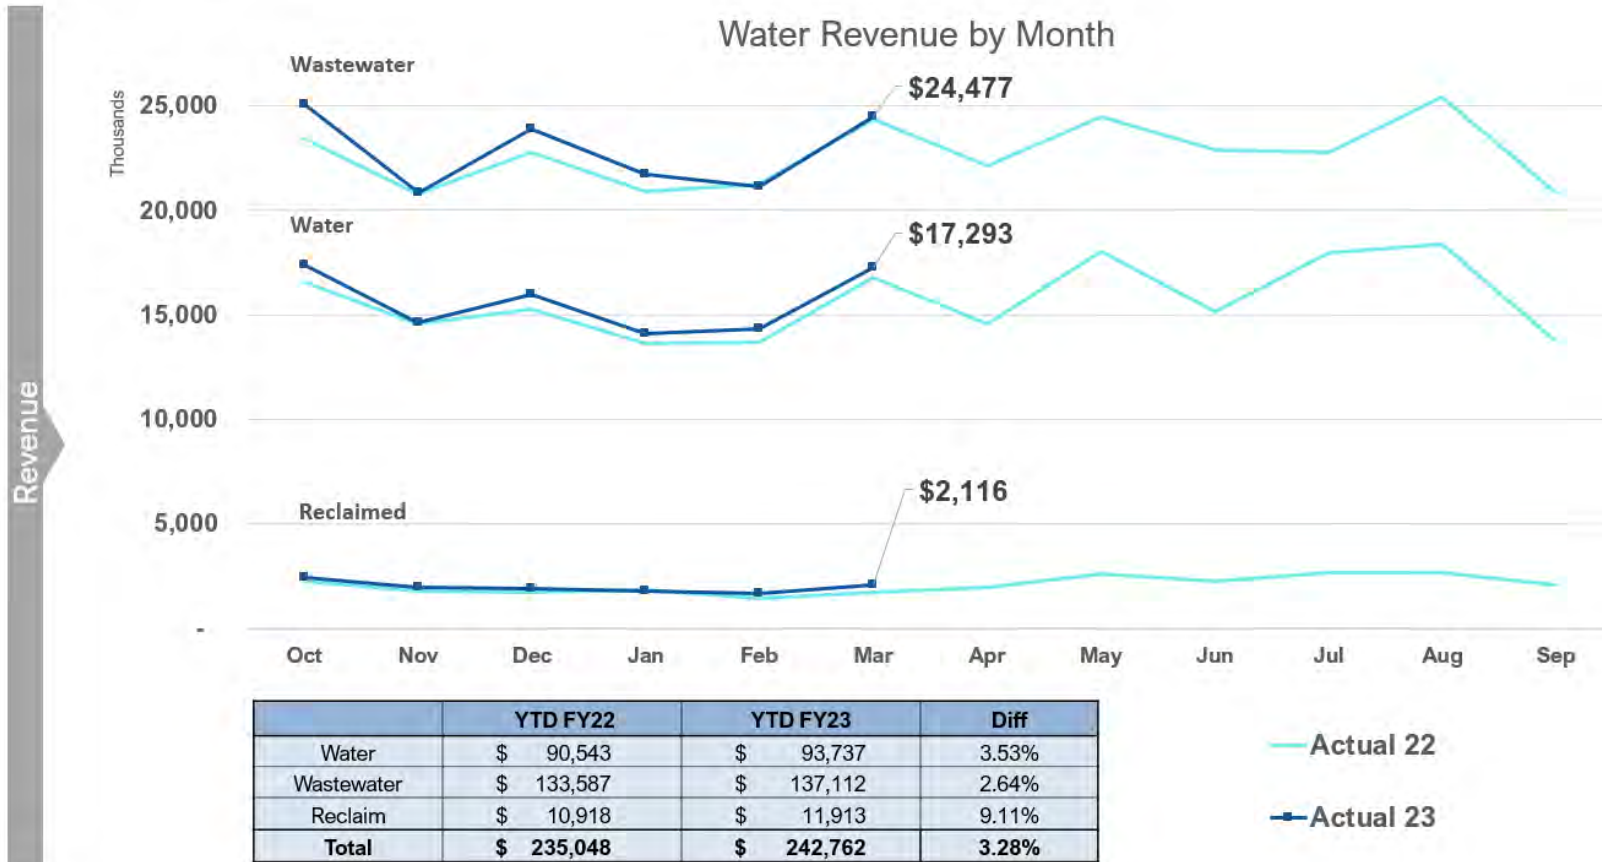 Revenue
Water Revenue by Month
Thousands
Wastewater
$24,477
25,000
20,000
Water
$17,293
15,000
10,000
$2,116
Reclaimed
5,000
-
Oct Nov Dec Jan Feb Mar Apr May Jun Jul Aug Sep
YTD FY22 YTD FY23 Diff
Water $ 90,543 $ 93,737 3.53%
Wastewater $ 133,587 $ 137,112 2.64%
Reclaim $ 10,918 $ 11,913 9.11%
Total $ 235,048 $ 242,762 3.28%
Actual 22
Actual 23